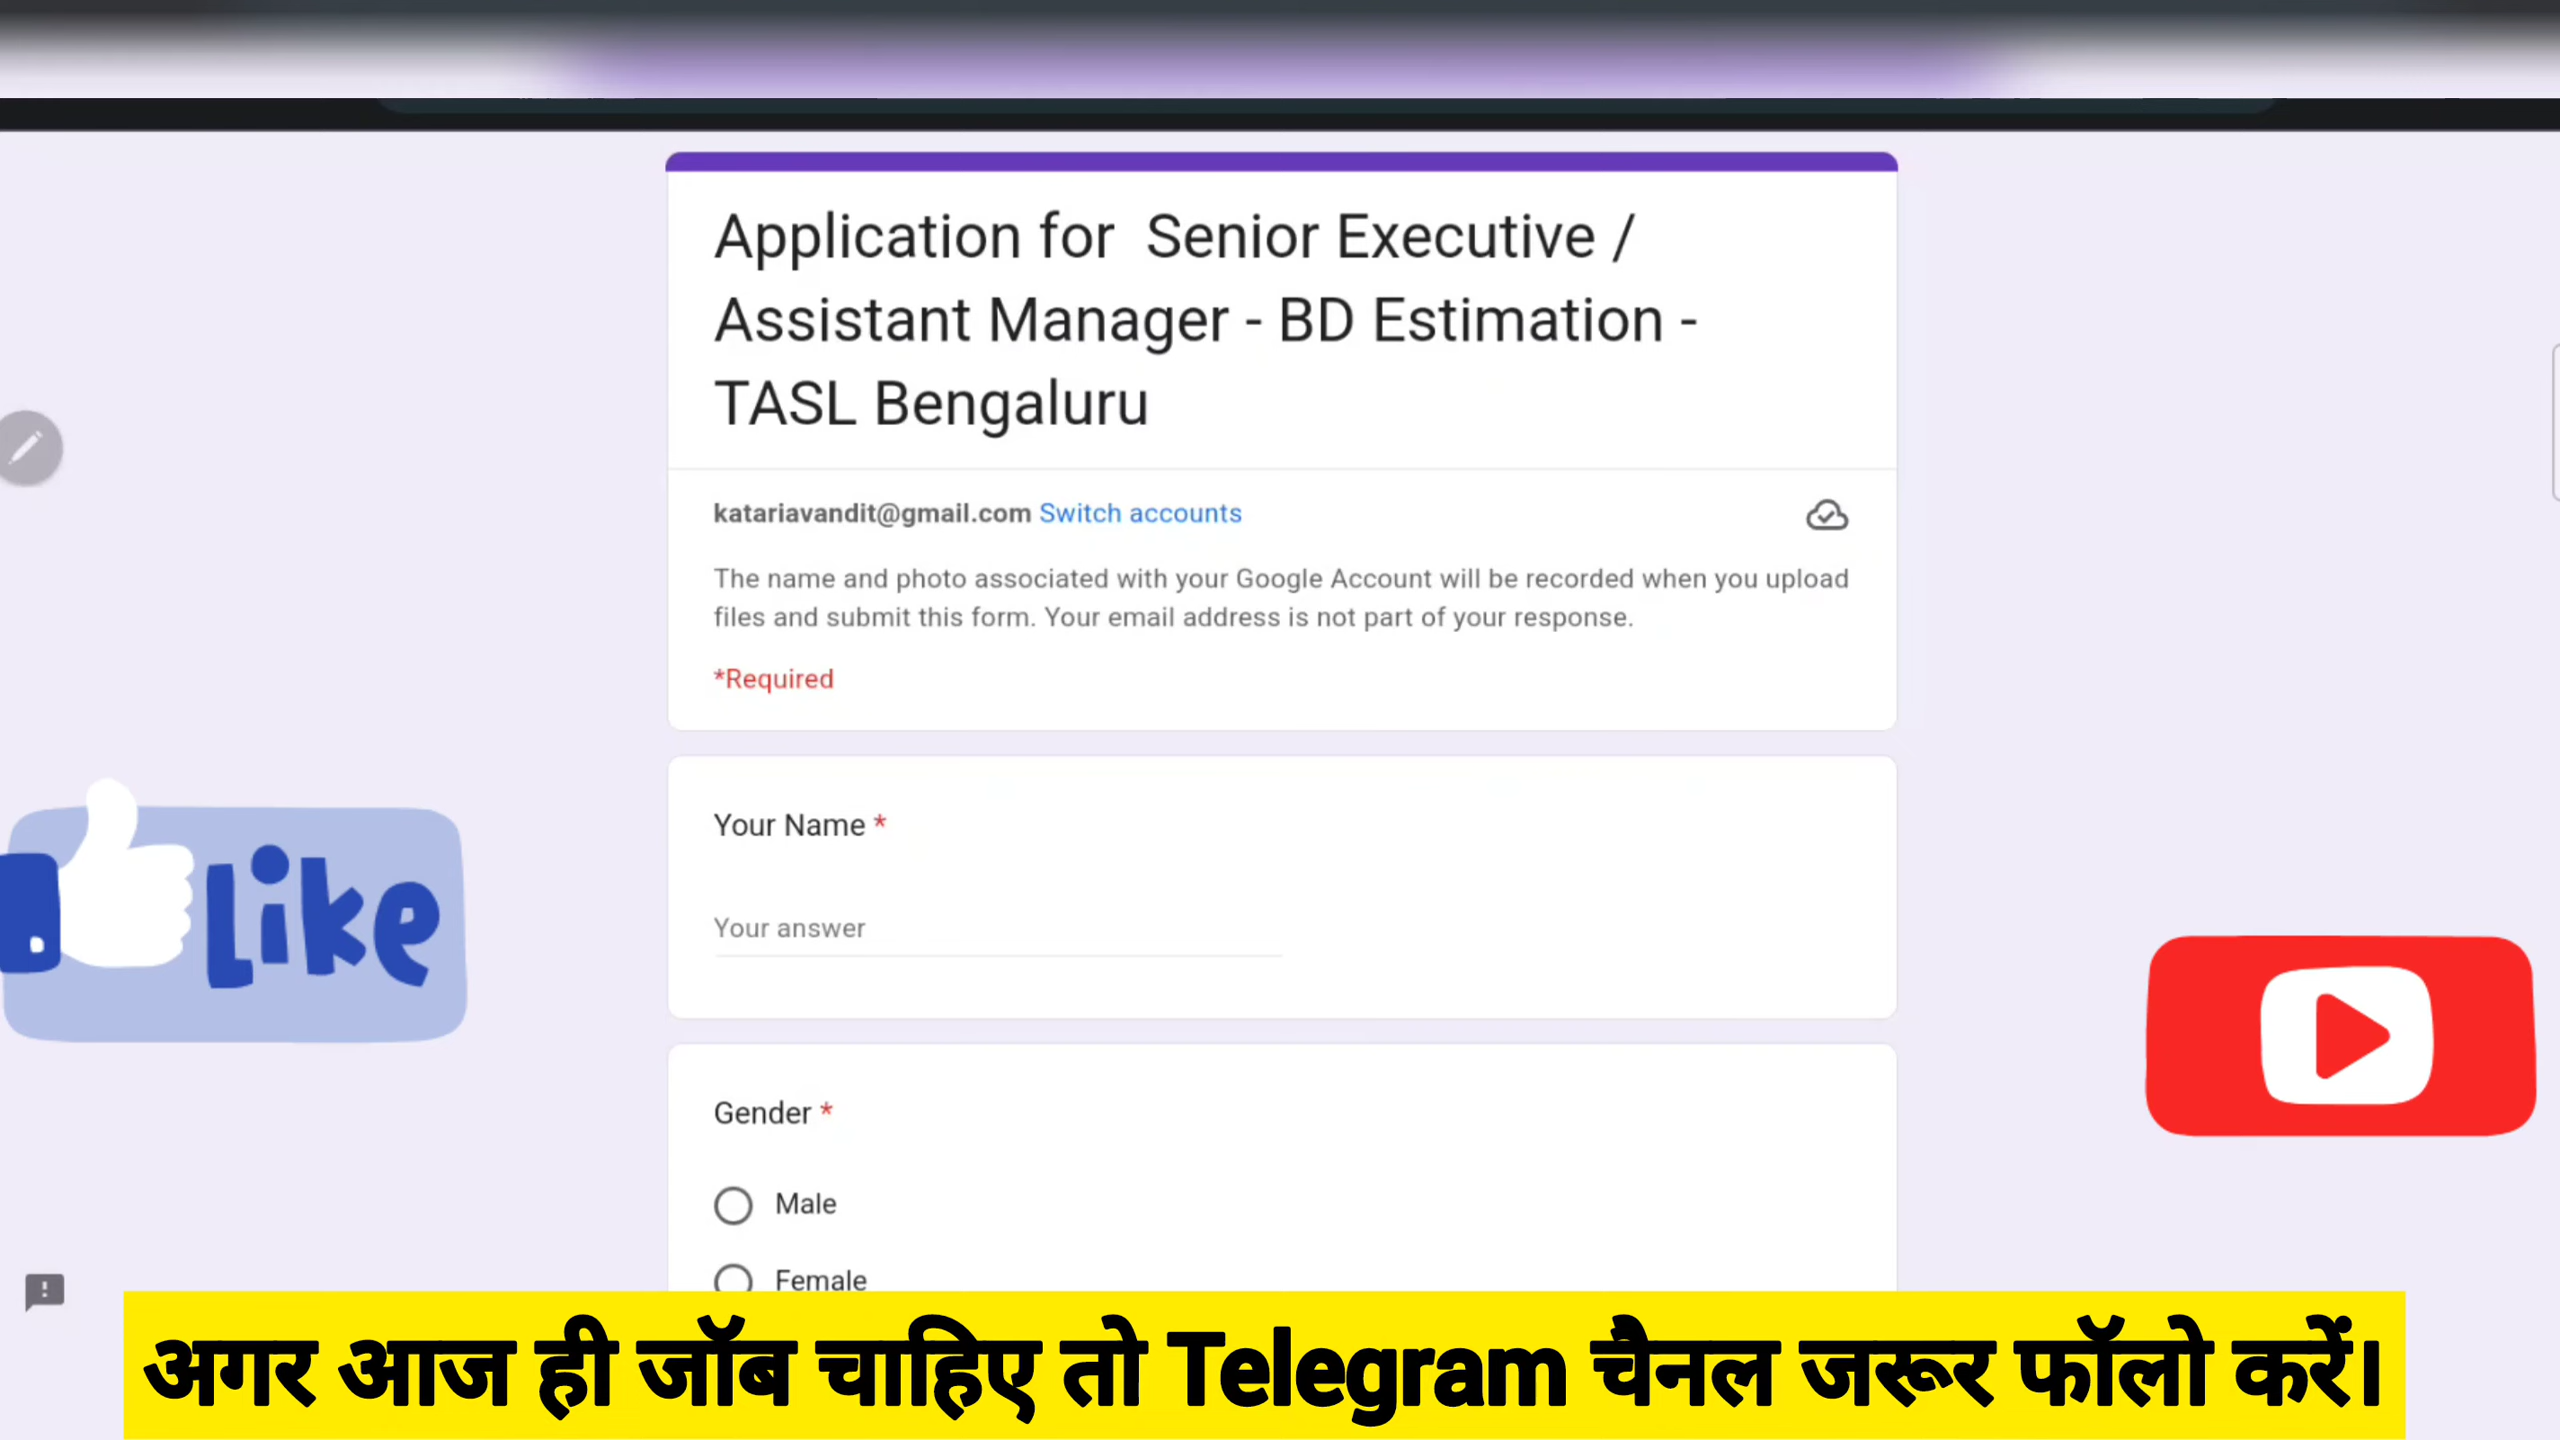 Application for Senior Executive /
Assistant Manager - BD Estimation -
TASL Bengaluru
katariavandit@gmail.com Switch accounts
The name and photo associated with your Google Account will be recorded when you upload
files and submit this form. Your email address is not part of your response.
*Required
Your Name *
Your answer
Like
Gender *
Male
Female
अगर आज ही जॉब चाहिए तो Telegram चैनल जरूर फॉलो करें।